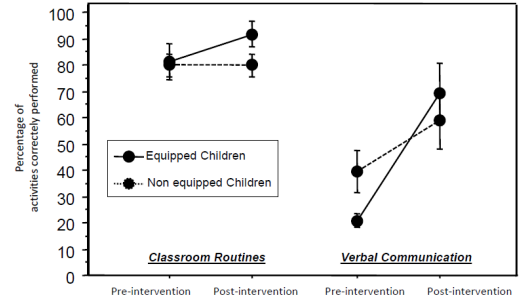 Percentage of
activities correctely performed
100
90
80
70
60
50
40
30
20
10
0
Equipped Children
Non equipped Children
Classroom Routines
Verbal Communication
Pre-intervention
Post-intervention
Pre-intervention
Post-intervention